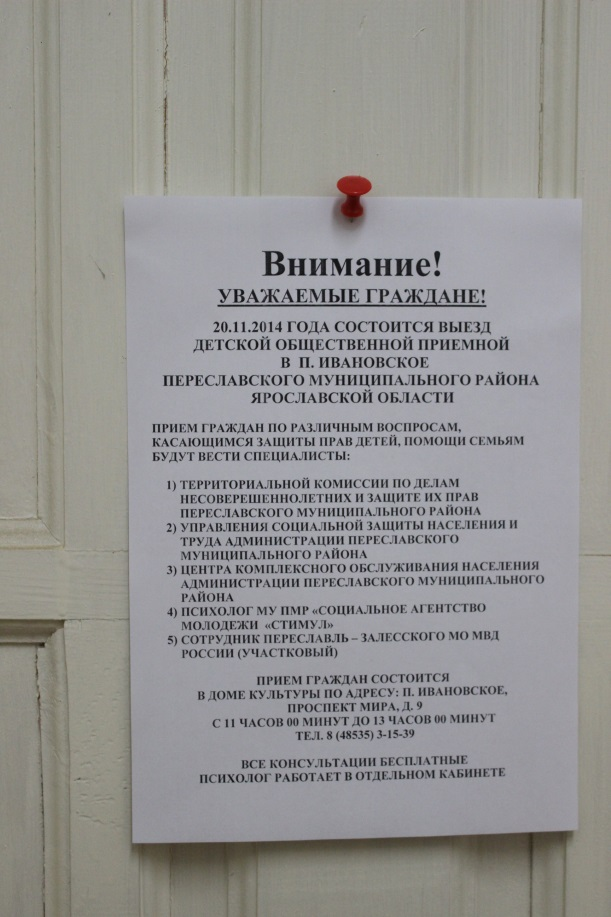 Внимание!
УВАЖАЕМЫЕ ГРАЖДАНЕ!
20.11.2014 ГОДА СОСТОИТСЯ ВЫЕЗД
ДЕТСКОЙ ОБЩЕСТВЕННОЙ ПРИЕМНОЙ
В П. ИВАНОВСКОЕ
ПЕРЕСЛАВСКОГО МУНИЦИПАЛЬНОГО РАЙОНА
ЯРОСЛАВСКОЙ ОБЛАСТИ
ПРИЕМ ГРАЖДАН ПО РАЗЛИЧНЫМ ВОПРОСАМ,
КАСАЮЩИМСЯ ЗАЩИТЫ ПРАВ ДЕТЕЙ, ПОМОЩИ СЕМЬЯМ
БУДУТ ВЕСТИ СПЕЦИАЛИСТЫ:
1) ТЕРРИТОРИАЛЬНОЙ КОМИССИИ ПО ДЕЛАМ
НЕСОВЕРЕШЕННОЛЕТНИХ И ЗАЩИТЕ ИХ ПРАВ
ПЕРЕСЛАВСКОГО МУНИЦИПАЛЬНОГО РАЙОНА
2) УПРАВЛЕНИЯ СОЦИАЛЬНОЙ ЗАЩИТЫ НАСЕЛЕНИЯ И
ТРУДА АДМИНИСТРАЦИИ ПЕРЕСЛАВСКОГО
МУНИЦИПАЛЬНОГО РАЙОНА
3) ЦЕНТРА КОМПЛЕКСНОГО ОБСЛУЖИВАНИЯ НАСЕЛЕНИЯ
АДМИНИСТРАЦИИ ПЕРЕСЛАВСКОГО МУНИЦИПАЛЬНОГО
РАЙОНА
4) ПСИХОЛОГ МУ ПМР «СОЦИАЛЬНОЕ АГЕНТСТВО
МОЛОДЕЖИ «СТИМУЛ»
5) СОТРУДНИК ПЕРЕСЛАВЛЬ – ЗАЛЕССКОГО МО МВД
РОССИИ (УЧАСТКОВЫЙ)
ПРИЕМ ГРАЖДАН СОСТОИТСЯ
В ДОМЕ КУЛЬТУРЫ ПО АДРЕСУ: П. ИВАНОВСКОЕ,
ПРОСПЕКТ МИРА, Д. 9
С 11 ЧАСОВ 00 МИНУТ ДО 13 ЧАСОВ 00 МИНУТ
ТЕЛ. 8 (48535) 3-15-39
ВСЕ КОНСУЛЬТАЦИИ БЕСПЛАТНЫЕ
ПСИХОЛОГ РАБОТАЕТ В ОТДЕЛЬНОМ КАБИНЕТЕ